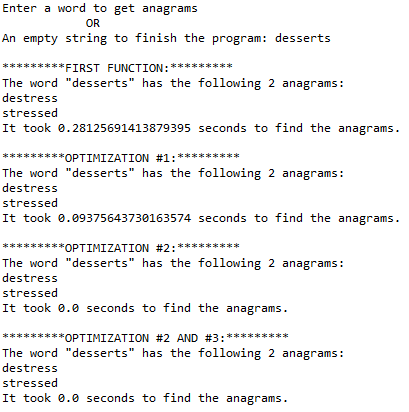 Enter a word to get anagrams
OR
An empty string to finish the program: desserts
*********FIRST FUNCTION:*********
The word "desserts" has the following 2 anagrams:
destress
stressed
It took 0.28125691413879395 seconds to find the anagrams.
*********OPTIMIZATION #1:*********
The word "desserts" has the following 2 anagrams:
destress
stressed
It took 0.09375643730163574 seconds to find the anagrams.
*********OPTIMIZATION #2:*********
The word "desserts" has the following 2 anagrams:
destress
stressed
It took 0.0 seconds to find the anagrams.
*********OPTIMIZATION #2 AND #3:*********
The word "desserts" has the following 2 anagrams:
destress
stressed
It took 0.0 seconds to find the anagrams.